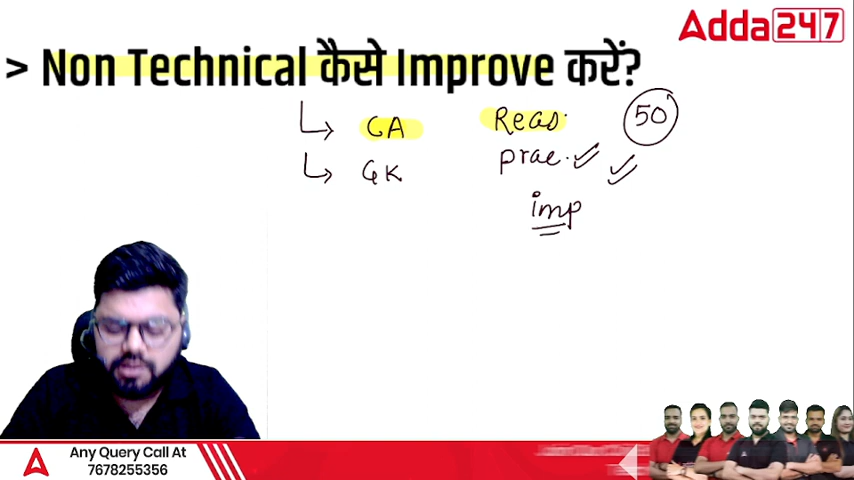 Adda247
> Non Technical कैसे Improve करें?
GA Reas. 50
GK prac.
imp
Any Query Call At
7678255356